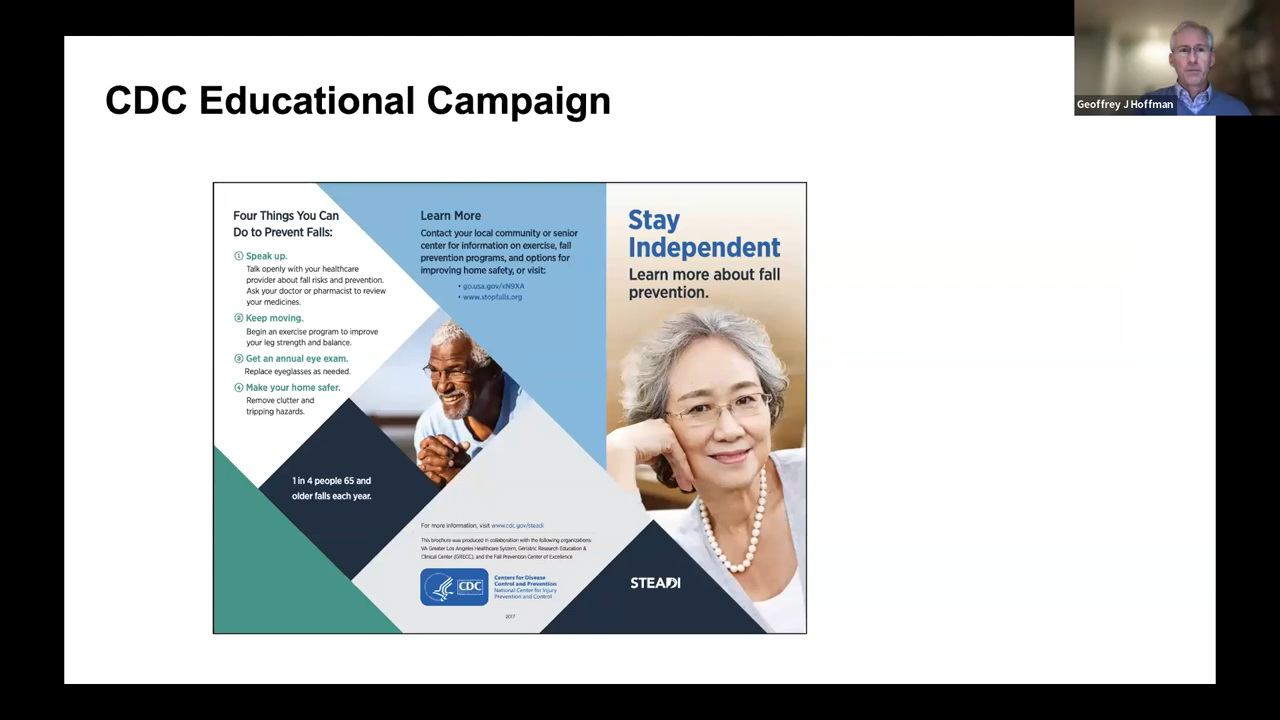 CDC Educational Campaign
Geoffrey J Hoffman
Four Things You Can
Do to Prevent Falls:
1 Speak up.
Talk openly with your healthcare
provider about fall risks and prevention.
Ask your doctor or pharmacist to review
your medicines.
2 Keep moving.
Begin an exercise program to improve
your leg strength and balance.
3 Get an annual eye exam.
Replace eyeglasses as needed.
4 Make your home safer.
Remove clutter and
tripping hazards.
1 in 4 people 65 and
older falls each year.
Learn More
Contact your local community or senior
center for information on exercise, fall
prevention programs, and options for
improving home safety, or visit:
• go.usa.gov/xN9XA
• www.stopfalls.org
For more information, visit www.cdc.gov/steadi
This brochure was produced in collaboration with the following organizations:
VA Greater Los Angeles Healthcare System, Geriatric Research Education &
Clinical Center (GRECC), and the Fall Prevention Center of Excellence
CDC
Centers for Disease
Control and Prevention
National Center for Injury
Prevention and Control
2017
Stay
Independent
Learn more about fall
prevention.
STEADI